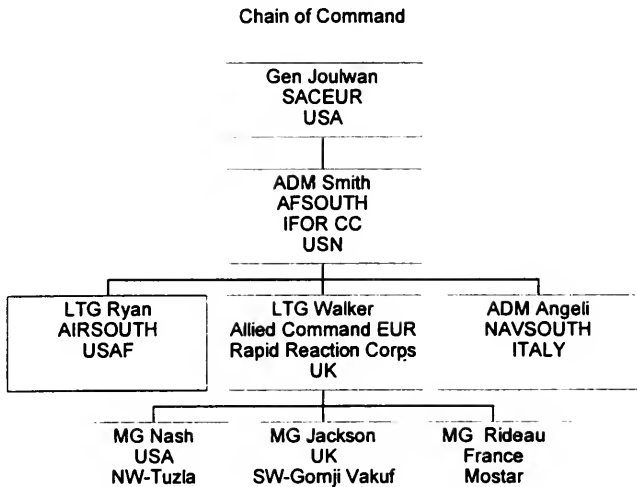 Chain of Command
Gen Joulwan
SACEUR
USA
ADM Smith
AFSOUTH
IFOR CC
USN
LTG Ryan
AIRSOUTH
USAF
LTG Walker
Allied Command EUR
Rapid Reaction Corps
UK
ADM Angeli
NAVSOUTH
ITALY
MG Nash
USA
NW-Tuzla
MG Jackson
UK
SW-Gornji Vakuf
MG Rideau
France
Mostar